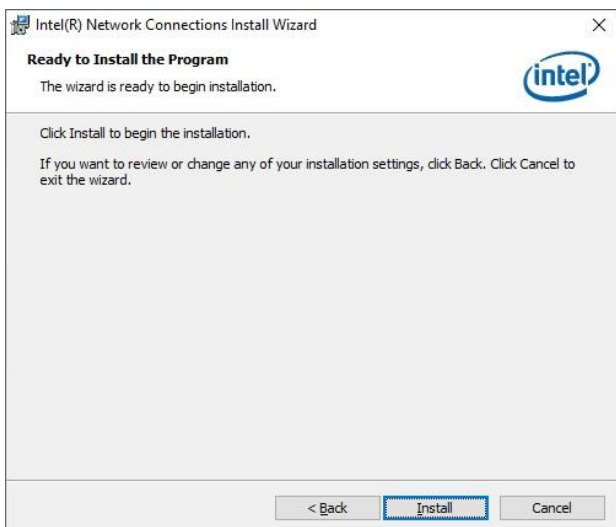 Intel(R) Network Connections Install Wizard
Ready to Install the Program
The wizard is ready to begin installation.
intel
Click Install to begin the installation.
If you want to review or change any of your installation settings, click Back. Click Cancel to
exit the wizard.
< Back
Install
Cancel